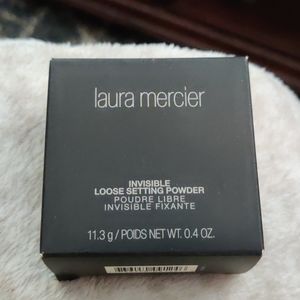 laura mercier
INVISIBLE
LOOSE SETTING POWDER
POUDRE LIBRE
INVISIBLE FIXANTE
11.3 g / POIDS NET WT. 0.4 OZ.